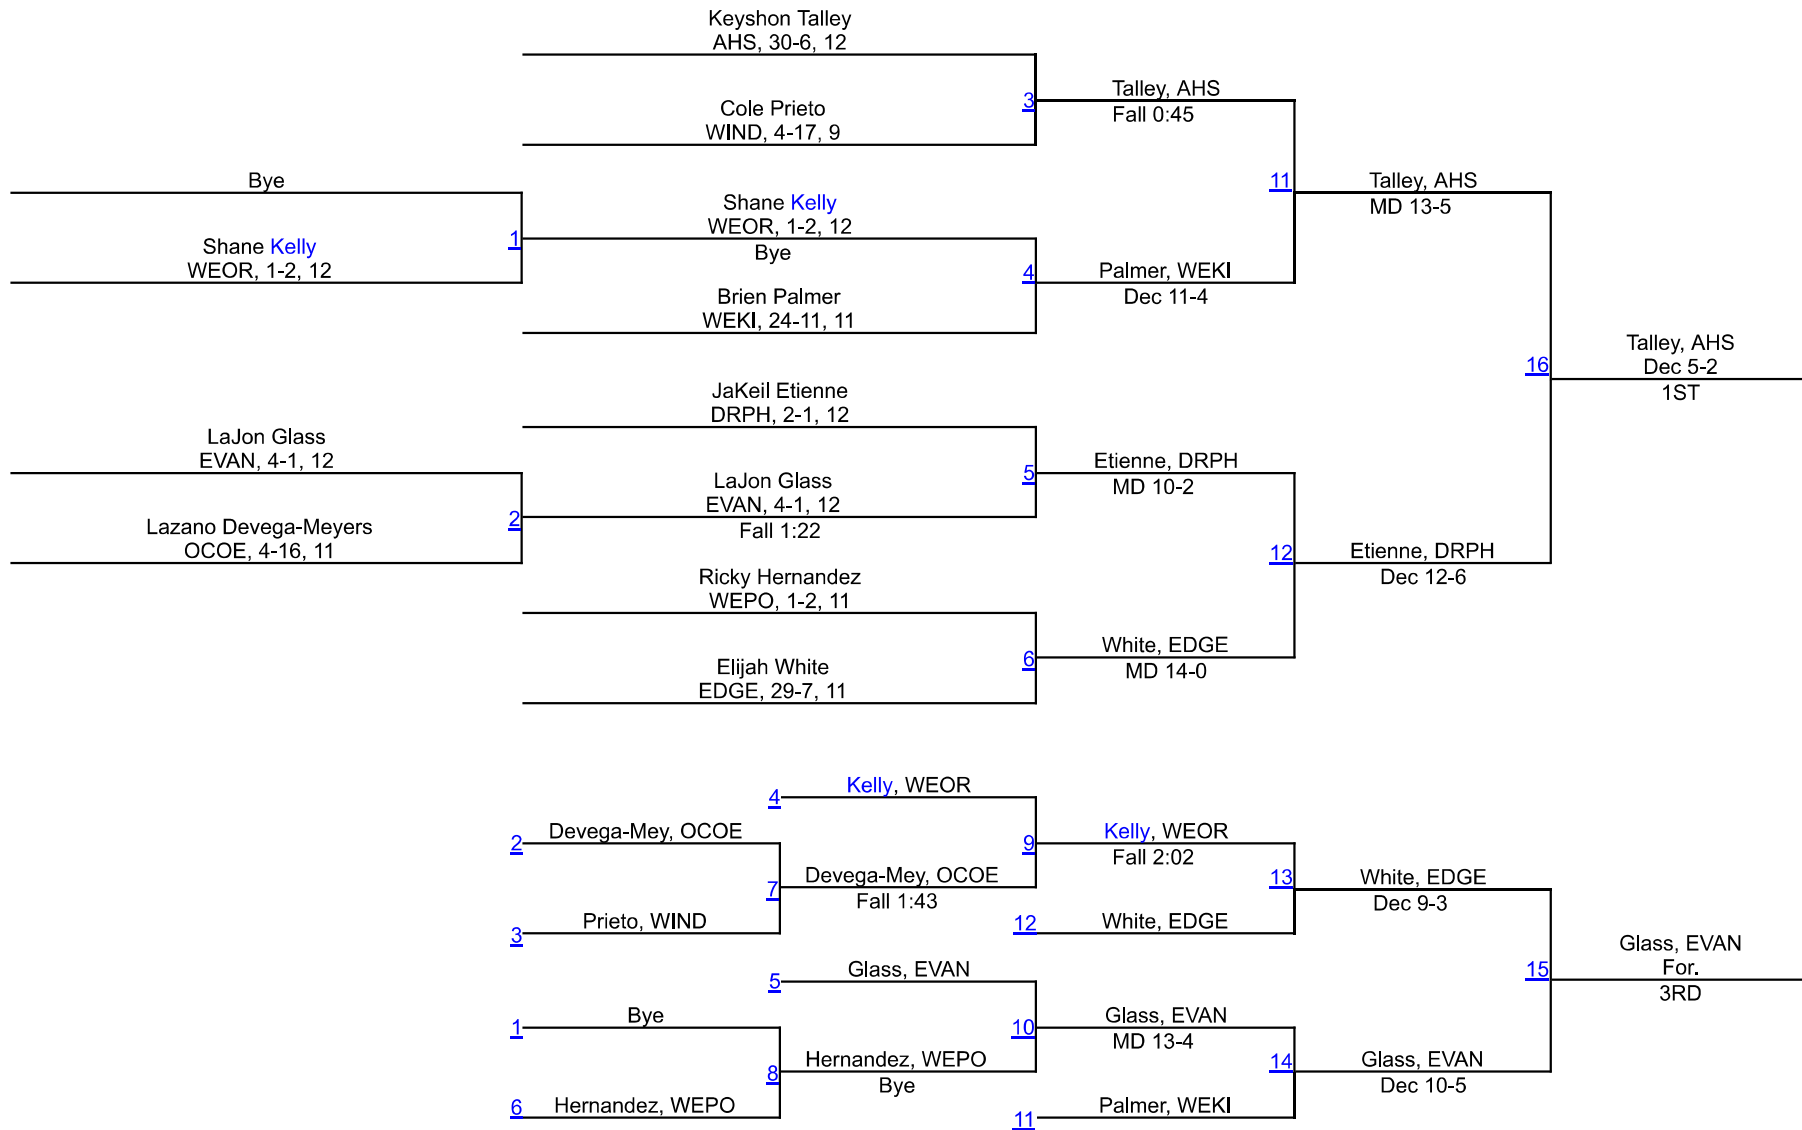 Keyshon Talley
AHS, 30-6, 12
3
Talley, AHS
Fall 0:45
Cole Prieto
WIND, 4-17, 9
Bye
11
Talley, AHS
MD 13-5
Shane Kelly
WEOR, 1-2, 12
Bye
1
Shane Kelly
WEOR, 1-2, 12
4
Palmer, WEKI
Dec 11-4
Brien Palmer
WEKI, 24-11, 11
16
Talley, AHS
Dec 5-2
1ST
JaKeil Etienne
DRPH, 2-1, 12
LaJon Glass
EVAN, 4-1, 12
5
Etienne, DRPH
MD 10-2
LaJon Glass
EVAN, 4-1, 12
Fall 1:22
2
Lazano Devega-Meyers
OCOE, 4-16, 11
12
Etienne, DRPH
Dec 12-6
Ricky Hernandez
WEPO, 1-2, 11
6
White, EDGE
MD 14-0
Elijah White
EDGE, 29-7, 11
4
Kelly, WEOR
2
Devega-Mey, OCOE
9
Kelly, WEOR
Fall 2:02
7
Devega-Mey, OCOE
Fall 1:43
13
White, EDGE
Dec 9-3
3
Prieto, WIND
12
White, EDGE
15
Glass, EVAN
For.
3RD
5
Glass, EVAN
1
Bye
10
Glass, EVAN
MD 13-4
8
Hernandez, WEPO
Bye
14
Glass, EVAN
Dec 10-5
6
Hernandez, WEPO
11
Palmer, WEKI